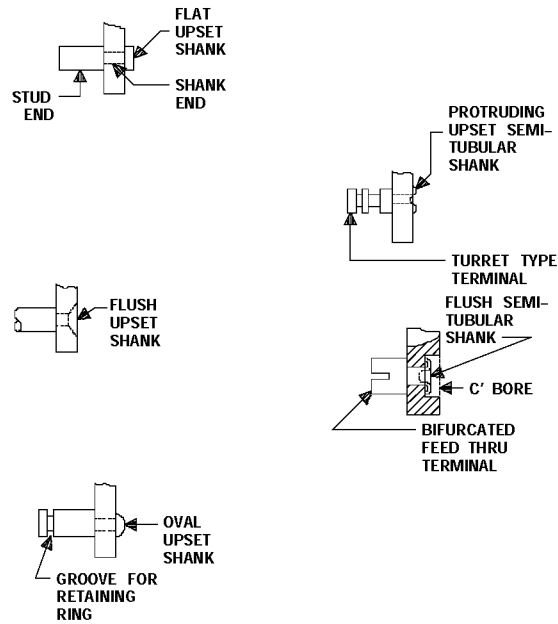 FLAT
UPSET
SHANK
SHANK
END
STUD
END
PROTRUDING
UPSET SEMI-
TUBULAR
SHANK
TURRET TYPE
TERMINAL
FLUSH
UPSET
SHANK
FLUSH SEMI-
TUBULAR
SHANK
C' BORE
BIFURCATED
FEED THRU
TERMINAL
OVAL
UPSET
SHANK
GROOVE FOR
RETAINING
RING